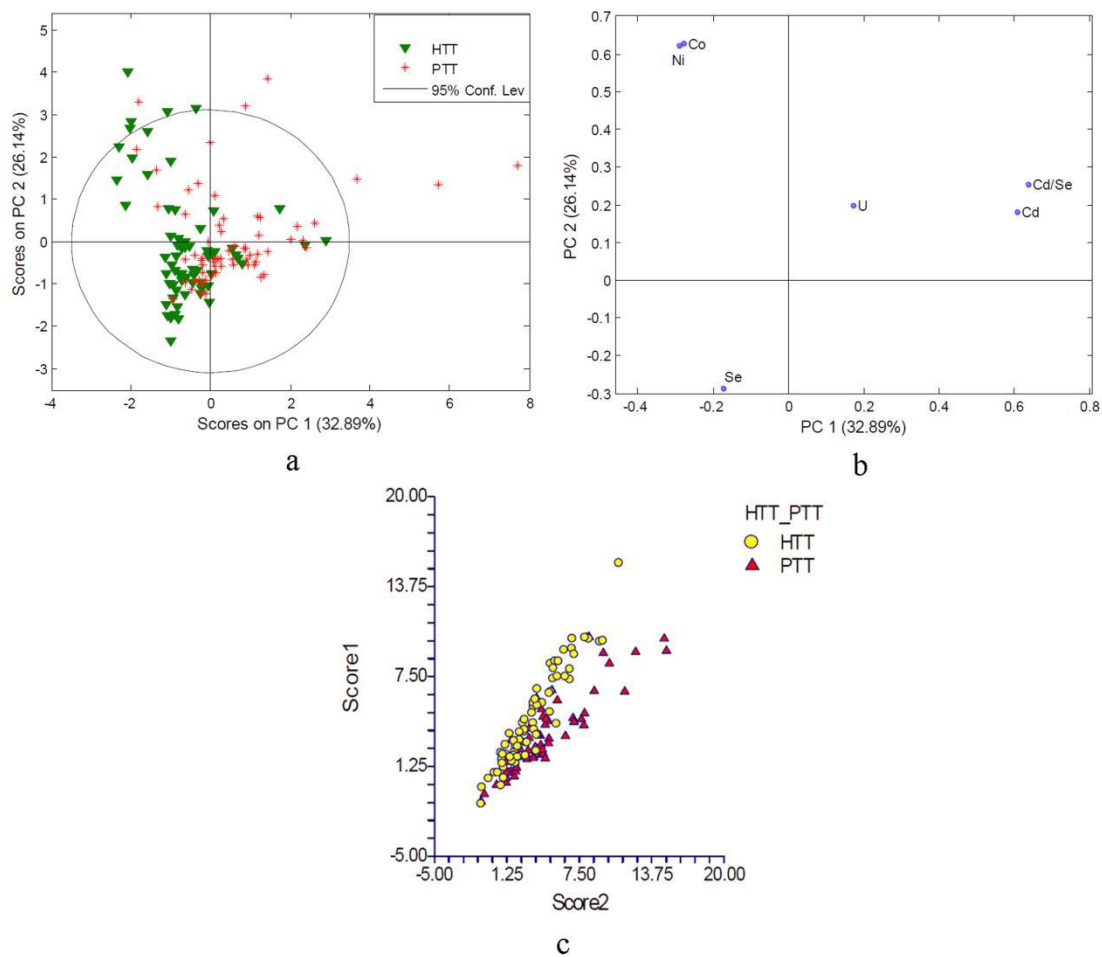 5
4
3
2
1
0
-1
-2
-3
-4
-2
0
2
4
6
8
Scores on PC 2 (26.14%)
Scores on PC 1 (32.89%)
HTT
PTT
95% Conf. Lev
a
0.7
0.6
0.5
0.4
0.3
0.2
0.1
0
-0.1
-0.2
-0.3
-0.4
-0.2
0
0.2
0.4
0.6
0.8
PC 2 (26.14%)
PC 1 (32.89%)
Co
Ni
Cd/Se
U
Cd
Se
b
20.00
13.75
7.50
1.25
-5.00
-5.00
1.25
7.50
13.75
20.00
Score1
Score2
HTT_PTT
HTT
PTT
c